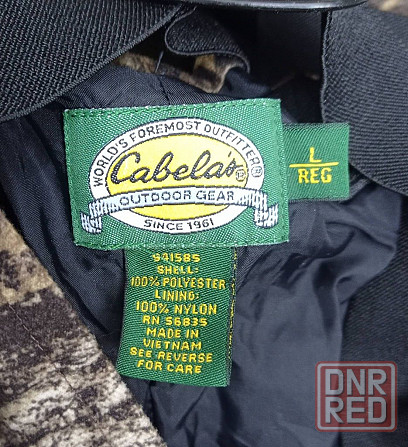 WORLD'S FOREMOST OUTFITTER®
Cabela's®
OUTDOOR GEAR
SINCE 1961
L
REG
941585
SHELL:
100% POLYESTER
LINING:
100% NYLON
RN 56835
MADE IN
VIETNAM
SEE REVERSE
FOR CARE
DNR
RED